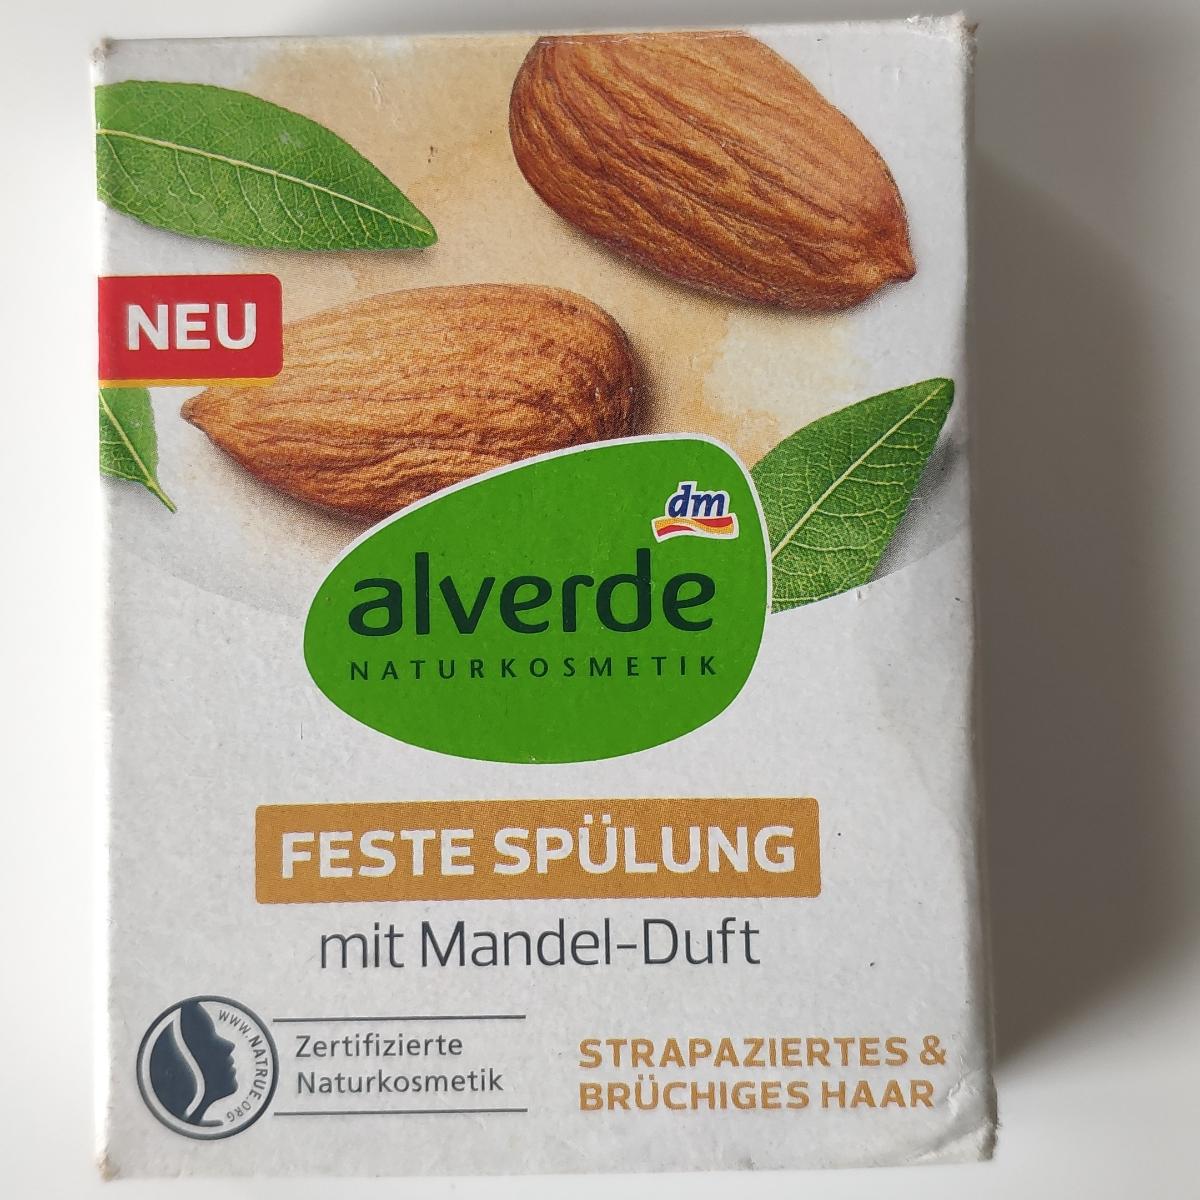 NEU
dm
alverde
NATURKOSMETIK
FESTE SPÜLUNG
mit Mandel-Duft
WWW.NATRUE.ORG
Zertifizierte
Naturkosmetik
STRAPAZIERTES &
BRÜCHIGES HAAR